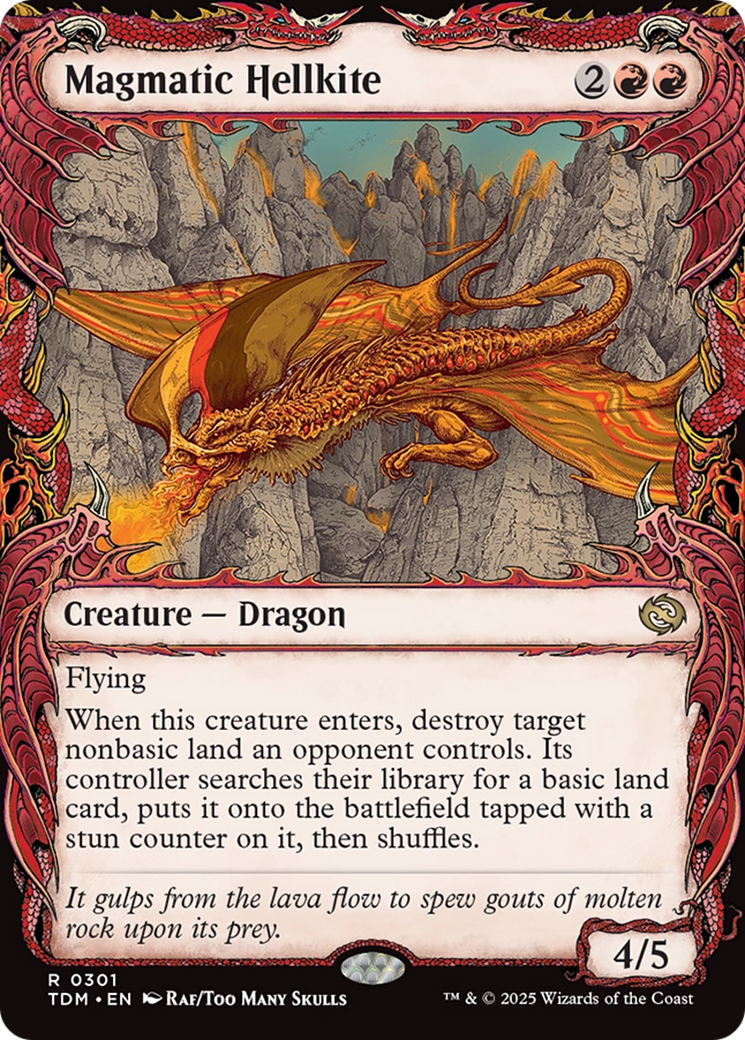 Magmatic Hellkite 2
Creature — Dragon
Flying
When this creature enters, destroy target
nonbasic land an opponent controls. Its
controller searches their library for a basic land
card, puts it onto the battlefield tapped with a
stun counter on it, then shuffles.
It gulps from the lava flow to spew gouts of molten
rock upon its prey.
4/5
R 0301
TDM • EN Raf/Too Many Skulls
™ & © 2025 Wizards of the Coast